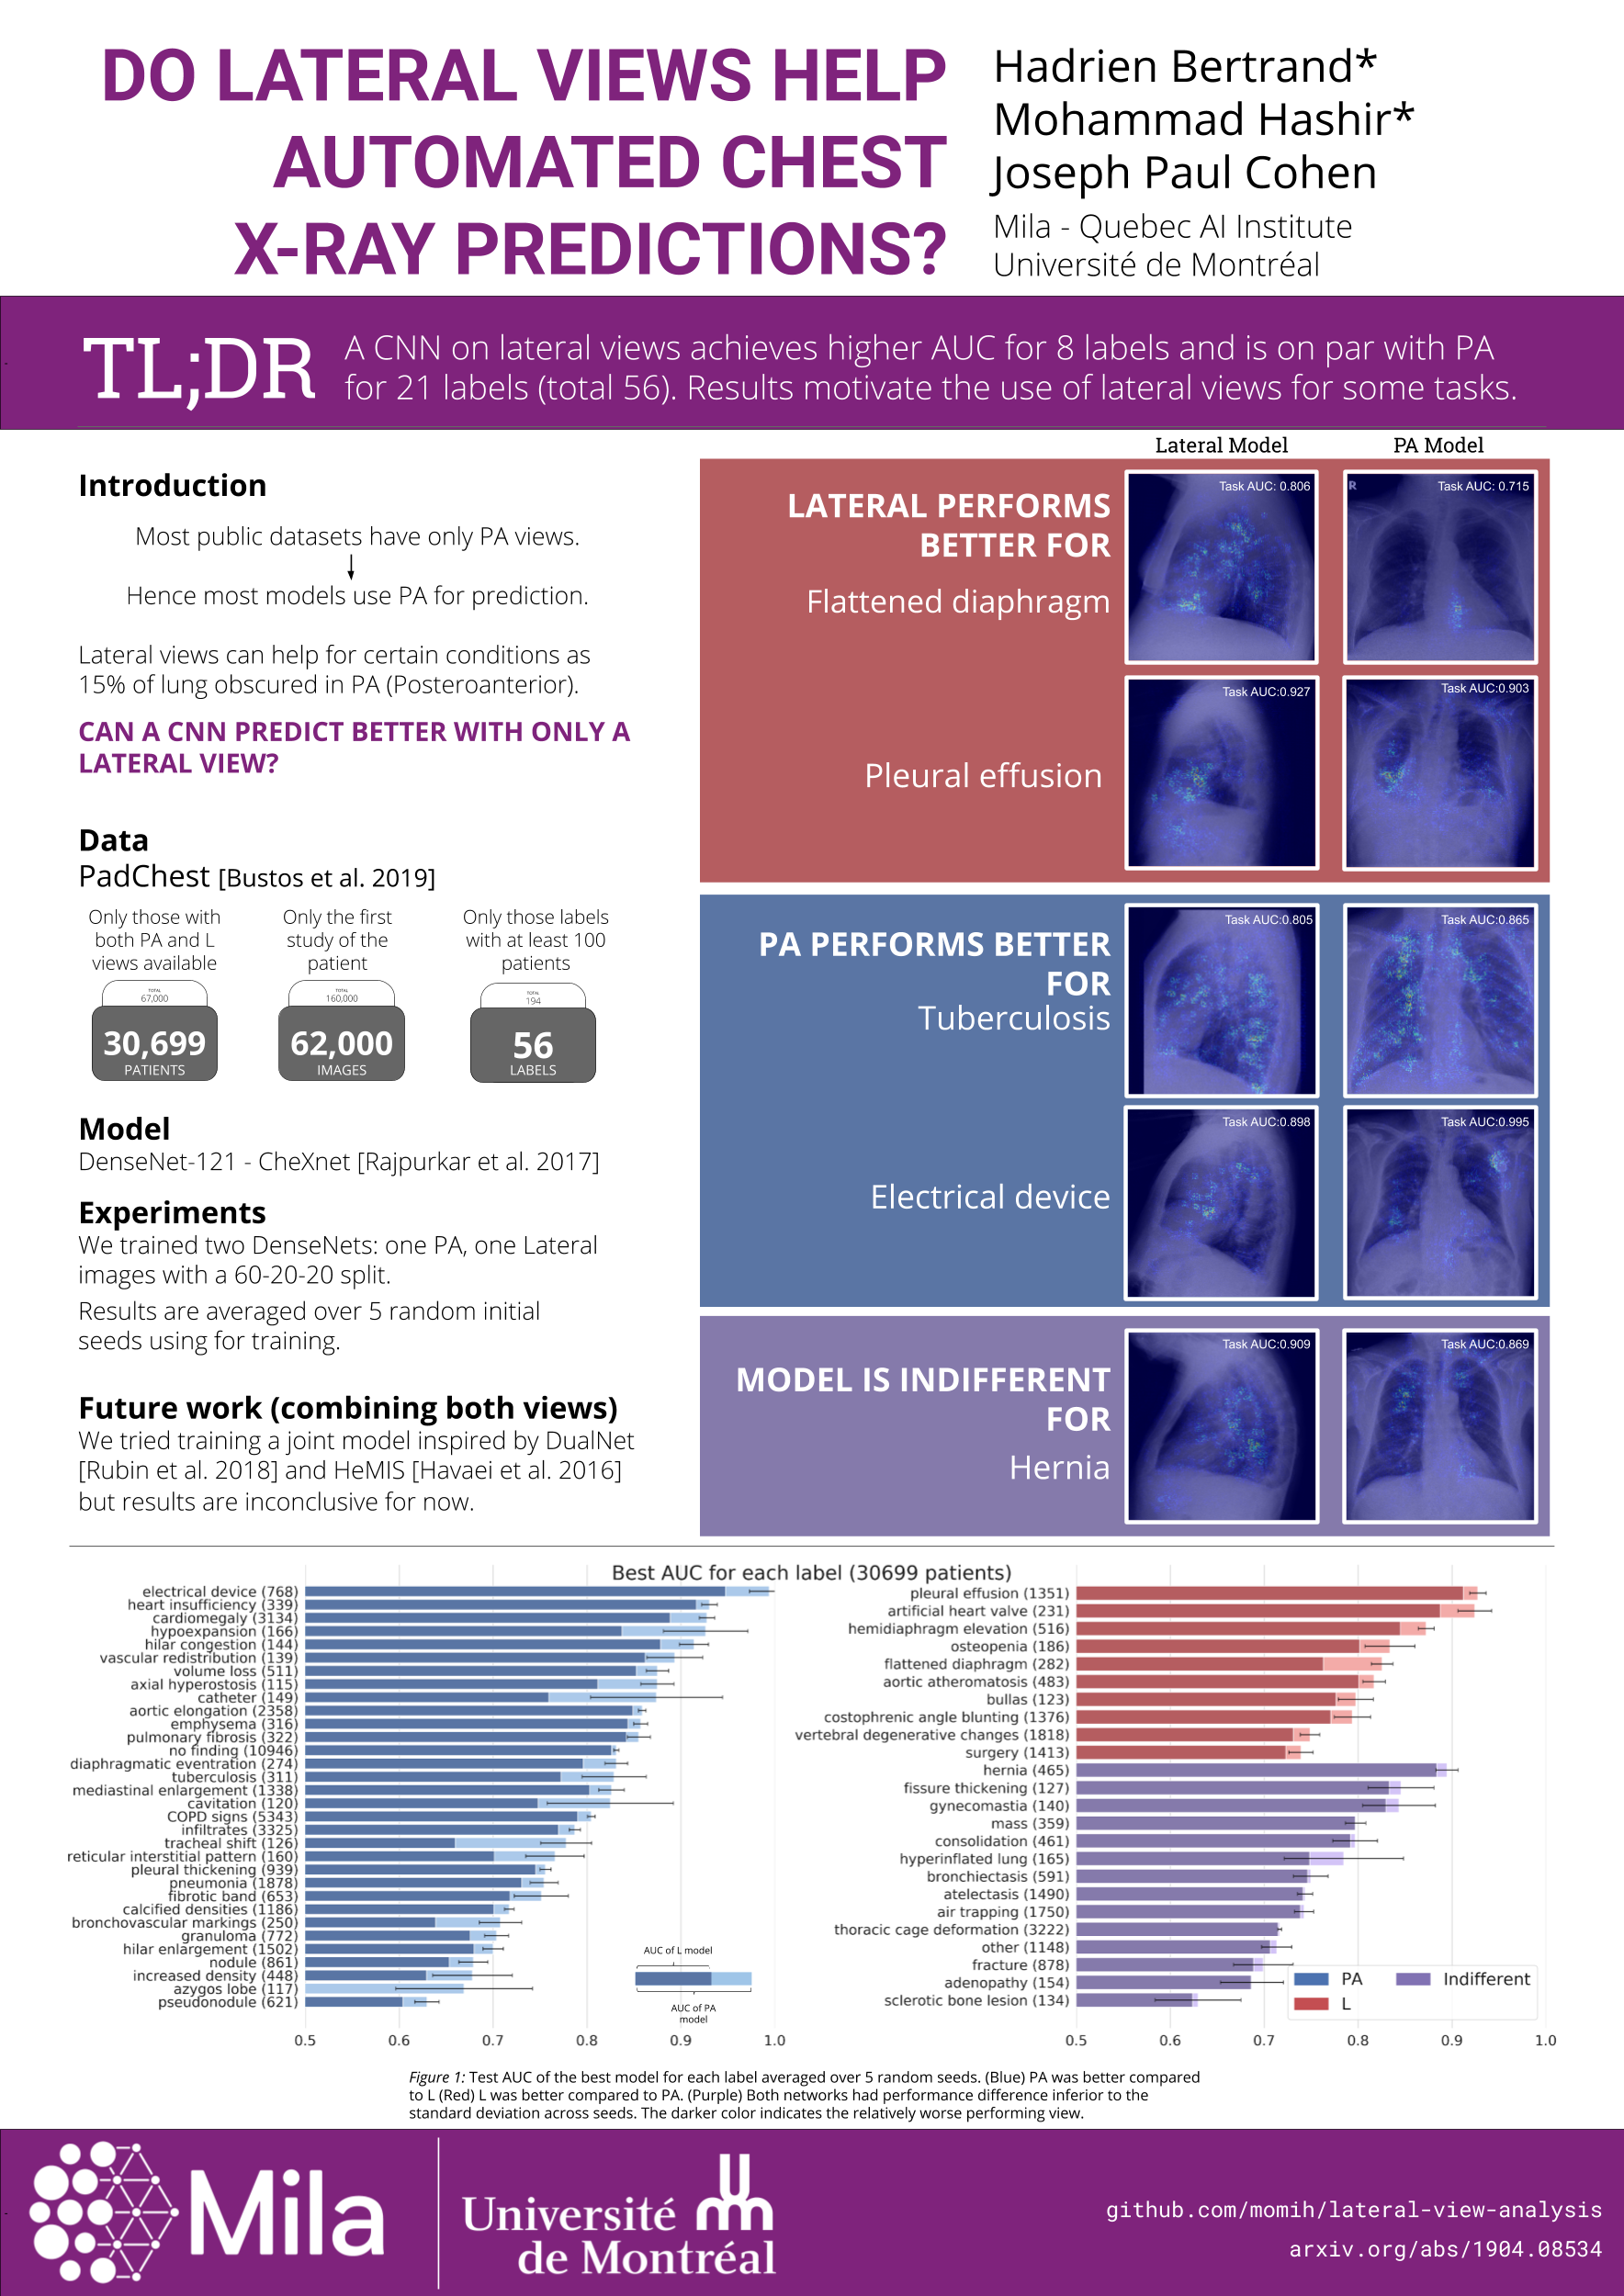 DO LATERAL VIEWS HELP
AUTOMATED CHEST
X-RAY PREDICTIONS?
Hadrien Bertrand*
Mohammad Hashir*
Joseph Paul Cohen
Mila - Quebec AI Institute
Université de Montréal
TL;DR
A CNN on lateral views achieves higher AUC for 8 labels and is on par with PA
for 21 labels (total 56). Results motivate the use of lateral views for some tasks.
Introduction
Most public datasets have only PA views.
Hence most models use PA for prediction.
Lateral views can help for certain conditions as
15% of lung obscured in PA (Posteroanterior).
CAN A CNN PREDICT BETTER WITH ONLY A
LATERAL VIEW?
Data
PadChest [Bustos et al. 2019]
Only those with
both PA and L
views available
TOTAL
67,000
30,699
PATIENTS
Only the first
study of the
patient
TOTAL
160,000
62,000
IMAGES
Only those labels
with at least 100
patients
TOTAL
194
56
LABELS
Model
DenseNet-121 - CheXnet [Rajpurkar et al. 2017]
Experiments
We trained two DenseNets: one PA, one Lateral
images with a 60-20-20 split.
Results are averaged over 5 random initial
seeds using for training.
Future work (combining both views)
We tried training a joint model inspired by DualNet
[Rubin et al. 2018] and HeMIS [Havaei et al. 2016]
but results are inconclusive for now.
Lateral Model
PA Model
LATERAL PERFORMS
BETTER FOR
Flattened diaphragm
Task AUC: 0.806
R
Task AUC: 0.715
Pleural effusion
Task AUC:0.927
Task AUC:0.903
PA PERFORMS BETTER
FOR
Tuberculosis
Task AUC:0.805
Task AUC:0.865
Electrical device
Task AUC:0.898
Task AUC:0.995
MODEL IS INDIFFERENT
FOR
Hernia
Task AUC:0.909
Task AUC:0.869
Best AUC for each label (30699 patients)
electrical device (768)
heart insufficiency (339)
cardiomegaly (3134)
hypoexpansion (166)
hilar congestion (144)
vascular redistribution (139)
volume loss (511)
axial hyperostosis (115)
catheter (149)
aortic elongation (2358)
emphysema (316)
pulmonary fibrosis (322)
no finding (10946)
diaphragmatic eventration (274)
tuberculosis (311)
mediastinal enlargement (1338)
cavitation (120)
COPD signs (5343)
infiltrates (3325)
tracheal shift (126)
reticular interstitial pattern (160)
pleural thickening (939)
pneumonia (1878)
fibrotic band (653)
calcified densities (1186)
bronchovascular markings (250)
granuloma (772)
hilar enlargement (1502)
nodule (861)
increased density (448)
azygos lobe (117)
pseudonodule (621)
0.5 0.6 0.7 0.8 0.9 1.0
AUC of L model
AUC of PA
model
pleural effusion (1351)
artificial heart valve (231)
hemidiaphragm elevation (516)
osteopenia (186)
flattened diaphragm (282)
aortic atheromatosis (483)
bullas (123)
costophrenic angle blunting (1376)
vertebral degenerative changes (1818)
surgery (1413)
hernia (465)
fissure thickening (127)
gynecomastia (140)
mass (359)
consolidation (461)
hyperinflated lung (165)
bronchiectasis (591)
atelectasis (1490)
air trapping (1750)
thoracic cage deformation (3222)
other (1148)
fracture (878)
adenopathy (154)
sclerotic bone lesion (134)
PA
Indifferent
L
0.5 0.6 0.7 0.8 0.9 1.0
Figure 1: Test AUC of the best model for each label averaged over 5 random seeds. (Blue) PA was better compared
to L (Red) L was better compared to PA. (Purple) Both networks had performance difference inferior to the
standard deviation across seeds. The darker color indicates the relatively worse performing view.
Mila
Université
de Montréal
github.com/momih/lateral-view-analysis
arxiv.org/abs/1904.08534